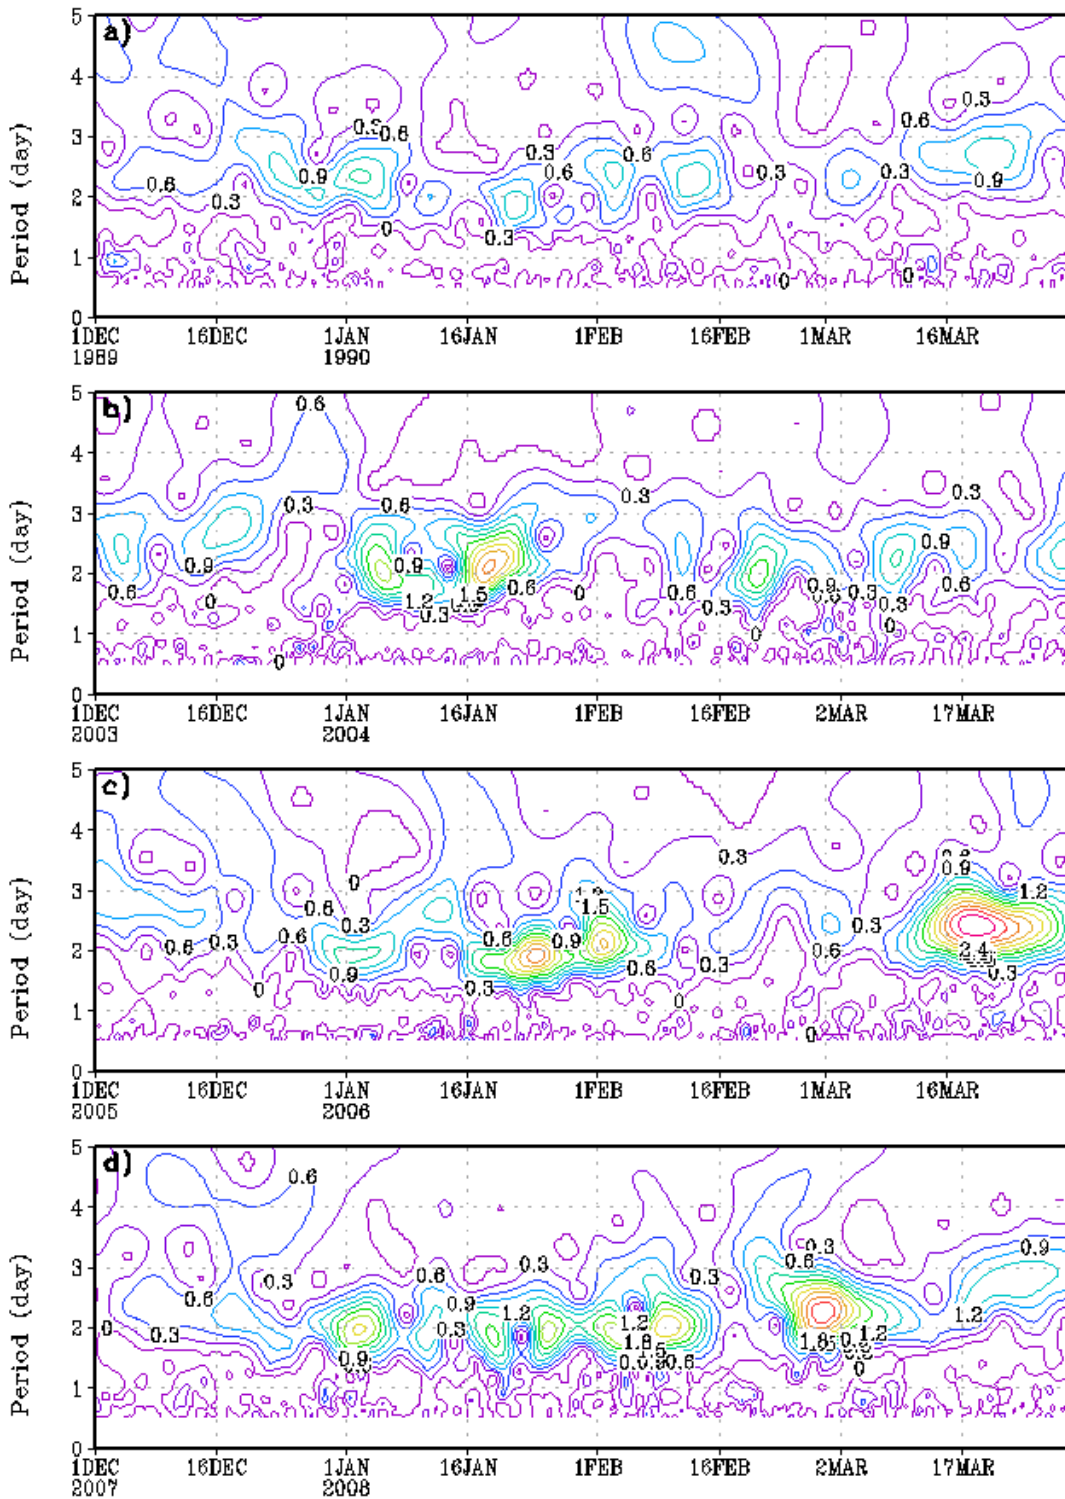 a)
Period (day)
5
4
3
2
1
0
0.3 0.6 0.6 0.3
0.3 0.6
0.9 0.6 0.3 0.3 0.9
0.6 0.3
0 0.3
0 0
1DEC 16DEC 1JAN 16JAN 1FEB 16FEB 1MAR 16MAR
1989 1990
b)
Period (day)
5
4
3
2
1
0
0.6
0.3 0.6 0.3 0.3
0.9 0.9 0.9
0.6 0 1.2 1.5 0.6 0 0.6 0.9 0.3 0.6
0.3 0.3 0.3
0 0 0
1DEC 16DEC 1JAN 16JAN 1FEB 16FEB 2MAR 17MAR
2003 2004
c)
Period (day)
5
4
3
2
1
0
0.3
0 0.9 1.2
0.6 0.3 1.5 0.3
0.6 0.3 0.6 0.6 0.9 0.6 2.4
0.9 0.6 0.3 0.3
0 0.3 0
0
1DEC 16DEC 1JAN 16JAN 1FEB 16FEB 1MAR 16MAR
2005 2006
d)
Period (day)
5
4
3
2
1
0
0.6
0.3 0.9
0.3 0.6 0.3 0.3 0.6
0.6 0.9 1.2 1.2
0 0.3 0.3 1.2 1.8 1.8 1.2
0.9 0.6 0
1DEC 16DEC 1JAN 16JAN 1FEB 16FEB 2MAR 17MAR
2007 2008